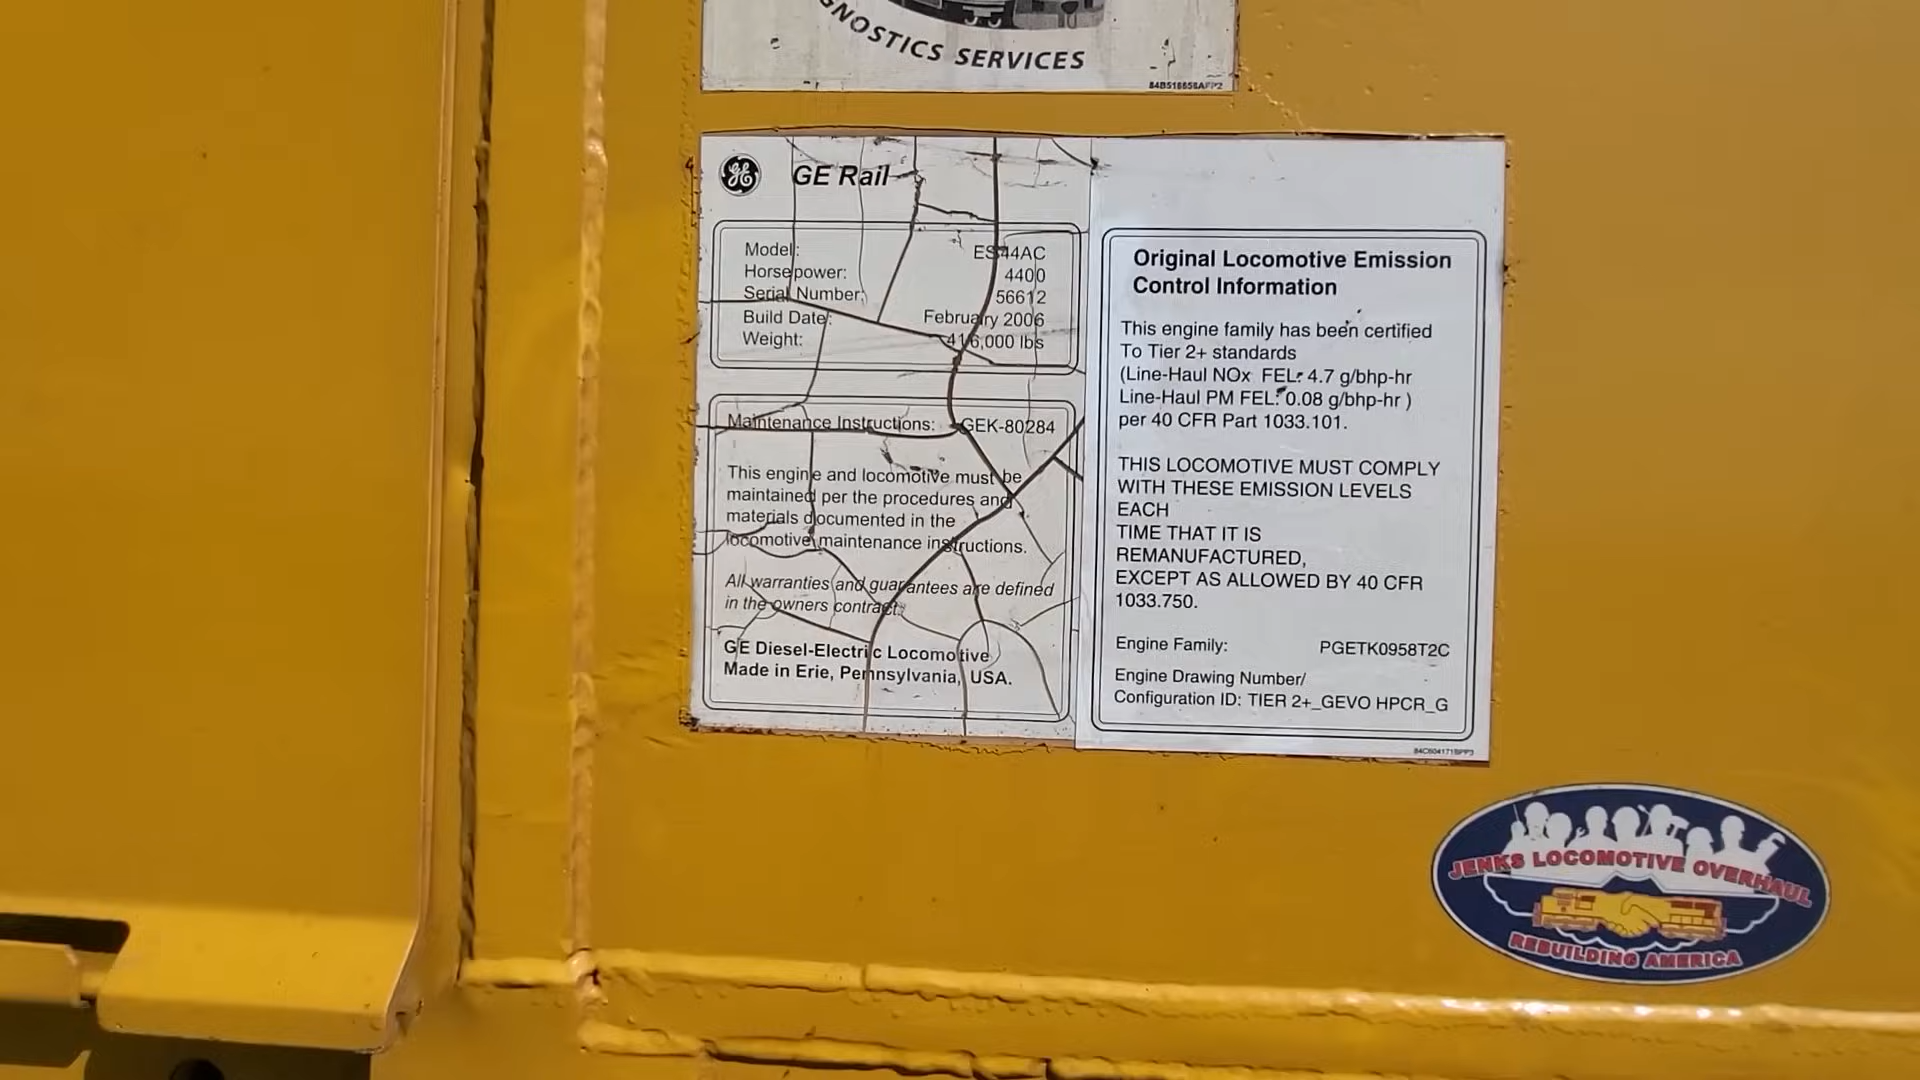 GNOSTICS SERVICES
84B518656AFP2
GE
GE Rail
Model: ES44AC
Horsepower: 4400
Serial Number: 56612
Build Date: February 2006
Weight: 416,000 lbs
Maintenance Instructions: GEK-80284
This engine and locomotive must be
maintained per the procedures and
materials documented in the
locomotive maintenance instructions.
All warranties and guarantees are defined
in the owners contract.
GE Diesel-Electric Locomotive
Made in Erie, Pennsylvania, USA.
Original Locomotive Emission
Control Information
This engine family has been certified
To Tier 2+ standards
(Line-Haul NOx FEL: 4.7 g/bhp-hr
Line-Haul PM FEL: 0.08 g/bhp-hr )
per 40 CFR Part 1033.101.
THIS LOCOMOTIVE MUST COMPLY
WITH THESE EMISSION LEVELS
EACH
TIME THAT IT IS
REMANUFACTURED,
EXCEPT AS ALLOWED BY 40 CFR
1033.750.
Engine Family: PGETK0958T2C
Engine Drawing Number/
Configuration ID: TIER 2+_GEVO HPCR_G
JENKS LOCOMOTIVE OVERHAUL
REBUILDING AMERICA